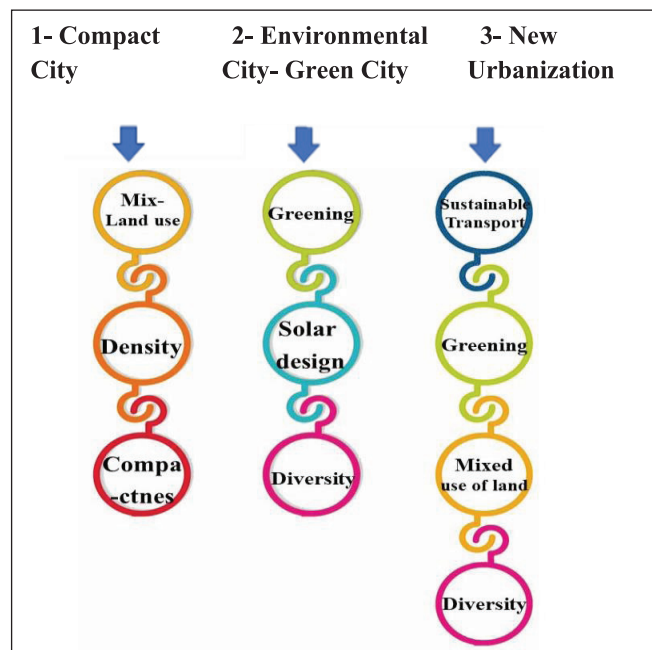 1- Compact
City
2- Environmental
City- Green City
3- New
Urbanization
Mix-
Land use
Density
Compa
-ctnes
Greening
Solar
design
Diversity
Sustainable
Transport
Greening
Mixed
use of land
Diversity